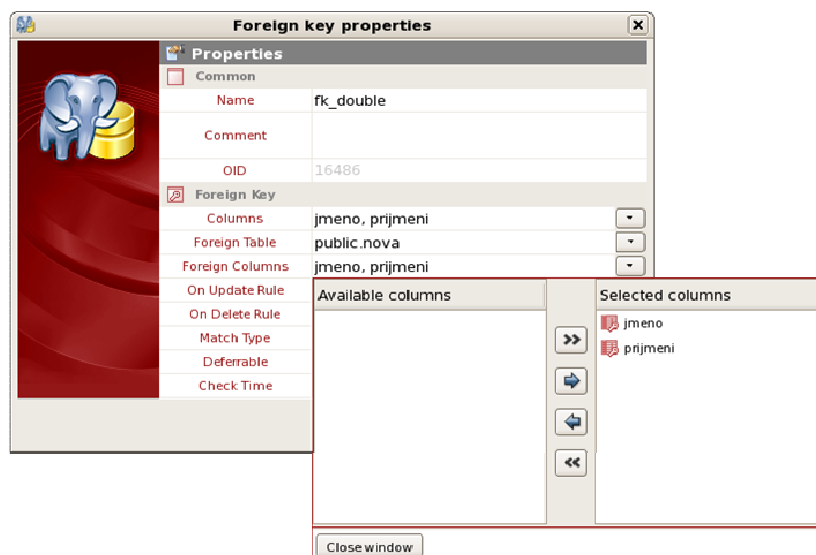 Foreign key properties
Properties
Common
Name fk_double
Comment
OID 16486
Foreign Key
Columns jmeno, prijmeni
Foreign Table public.nova
Foreign Columns jmeno, prijmeni
On Update Rule
On Delete Rule
Match Type
Deferrable
Check Time
Available columns
Selected columns
jmeno
prijmeni
Close window